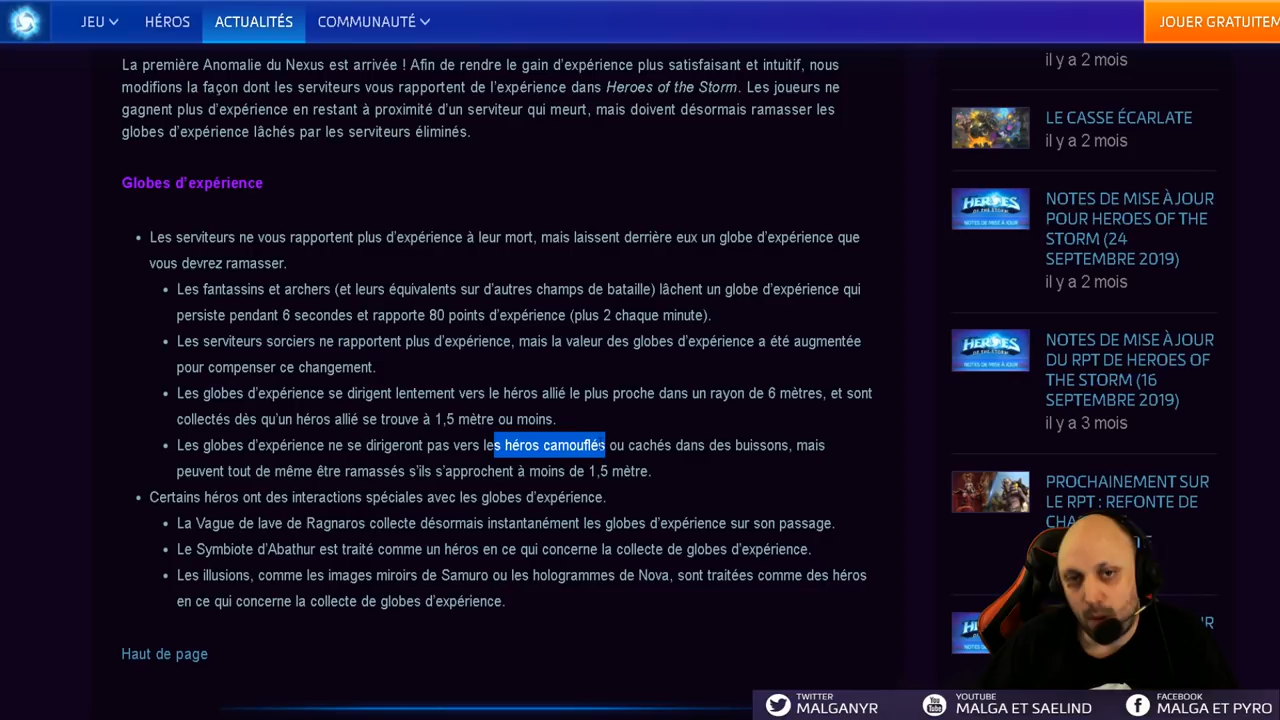 JEU
HÉROS
ACTUALITÉS
COMMUNAUTÉ
JOUER GRATUITEM
La première Anomalie du Nexus est arrivée ! Afin de rendre le gain d'expérience plus satisfaisant et intuitif, nous
modifions la façon dont les serviteurs vous rapportent de l'expérience dans Heroes of the Storm. Les joueurs ne
gagnent plus d'expérience en restant à proximité d'un serviteur qui meurt, mais doivent désormais ramasser les
globes d'expérience lâchés par les serviteurs éliminés.
Globes d'expérience
• Les serviteurs ne vous rapportent plus d'expérience à leur mort, mais laissent derrière eux un globe d'expérience que
vous devrez ramasser.
• Les fantassins et archers (et leurs équivalents sur d'autres champs de bataille) lâchent un globe d'expérience qui
persiste pendant 6 secondes et rapporte 80 points d'expérience (plus 2 chaque minute).
• Les serviteurs sorciers ne rapportent plus d'expérience, mais la valeur des globes d'expérience a été augmentée
pour compenser ce changement.
• Les globes d'expérience se dirigent lentement vers le héros allié le plus proche dans un rayon de 6 mètres, et sont
collectés dès qu'un héros allié se trouve à 1,5 mètre ou moins.
• Les globes d'expérience ne se dirigeront pas vers les héros camouflés ou cachés dans des buissons, mais
peuvent tout de même être ramassés s'ils s'approchent à moins de 1,5 mètre.
• Certains héros ont des interactions spéciales avec les globes d'expérience.
• La Vague de lave de Ragnaros collecte désormais instantanément les globes d'expérience sur son passage.
• Le Symbiote d'Abathur est traité comme un héros en ce qui concerne la collecte de globes d'expérience.
• Les illusions, comme les images miroirs de Samuro ou les hologrammes de Nova, sont traitées comme des héros
en ce qui concerne la collecte de globes d'expérience.
Haut de page
il y a 2 mois
LE CASSE ÉCARLATE
il y a 2 mois
HEROES
OF THE STORM
NOTES DE MISE À JOUR
NOTES DE MISE À JOUR
POUR HEROES OF THE
STORM (24
SEPTEMBRE 2019)
il y a 2 mois
HEROES
OF THE STORM
NOTES DE MISE À JOUR
NOTES DE MISE À JOUR
DU RPT DE HEROES OF
THE STORM (16
SEPTEMBRE 2019)
il y a 3 mois
PROCHAINEMENT SUR
LE RPT : REFONTE DE
TWITTER
MALGANYR
YOUTUBE
MALGA ET SAELIND
FACEBOOK
MALGA ET PYRO